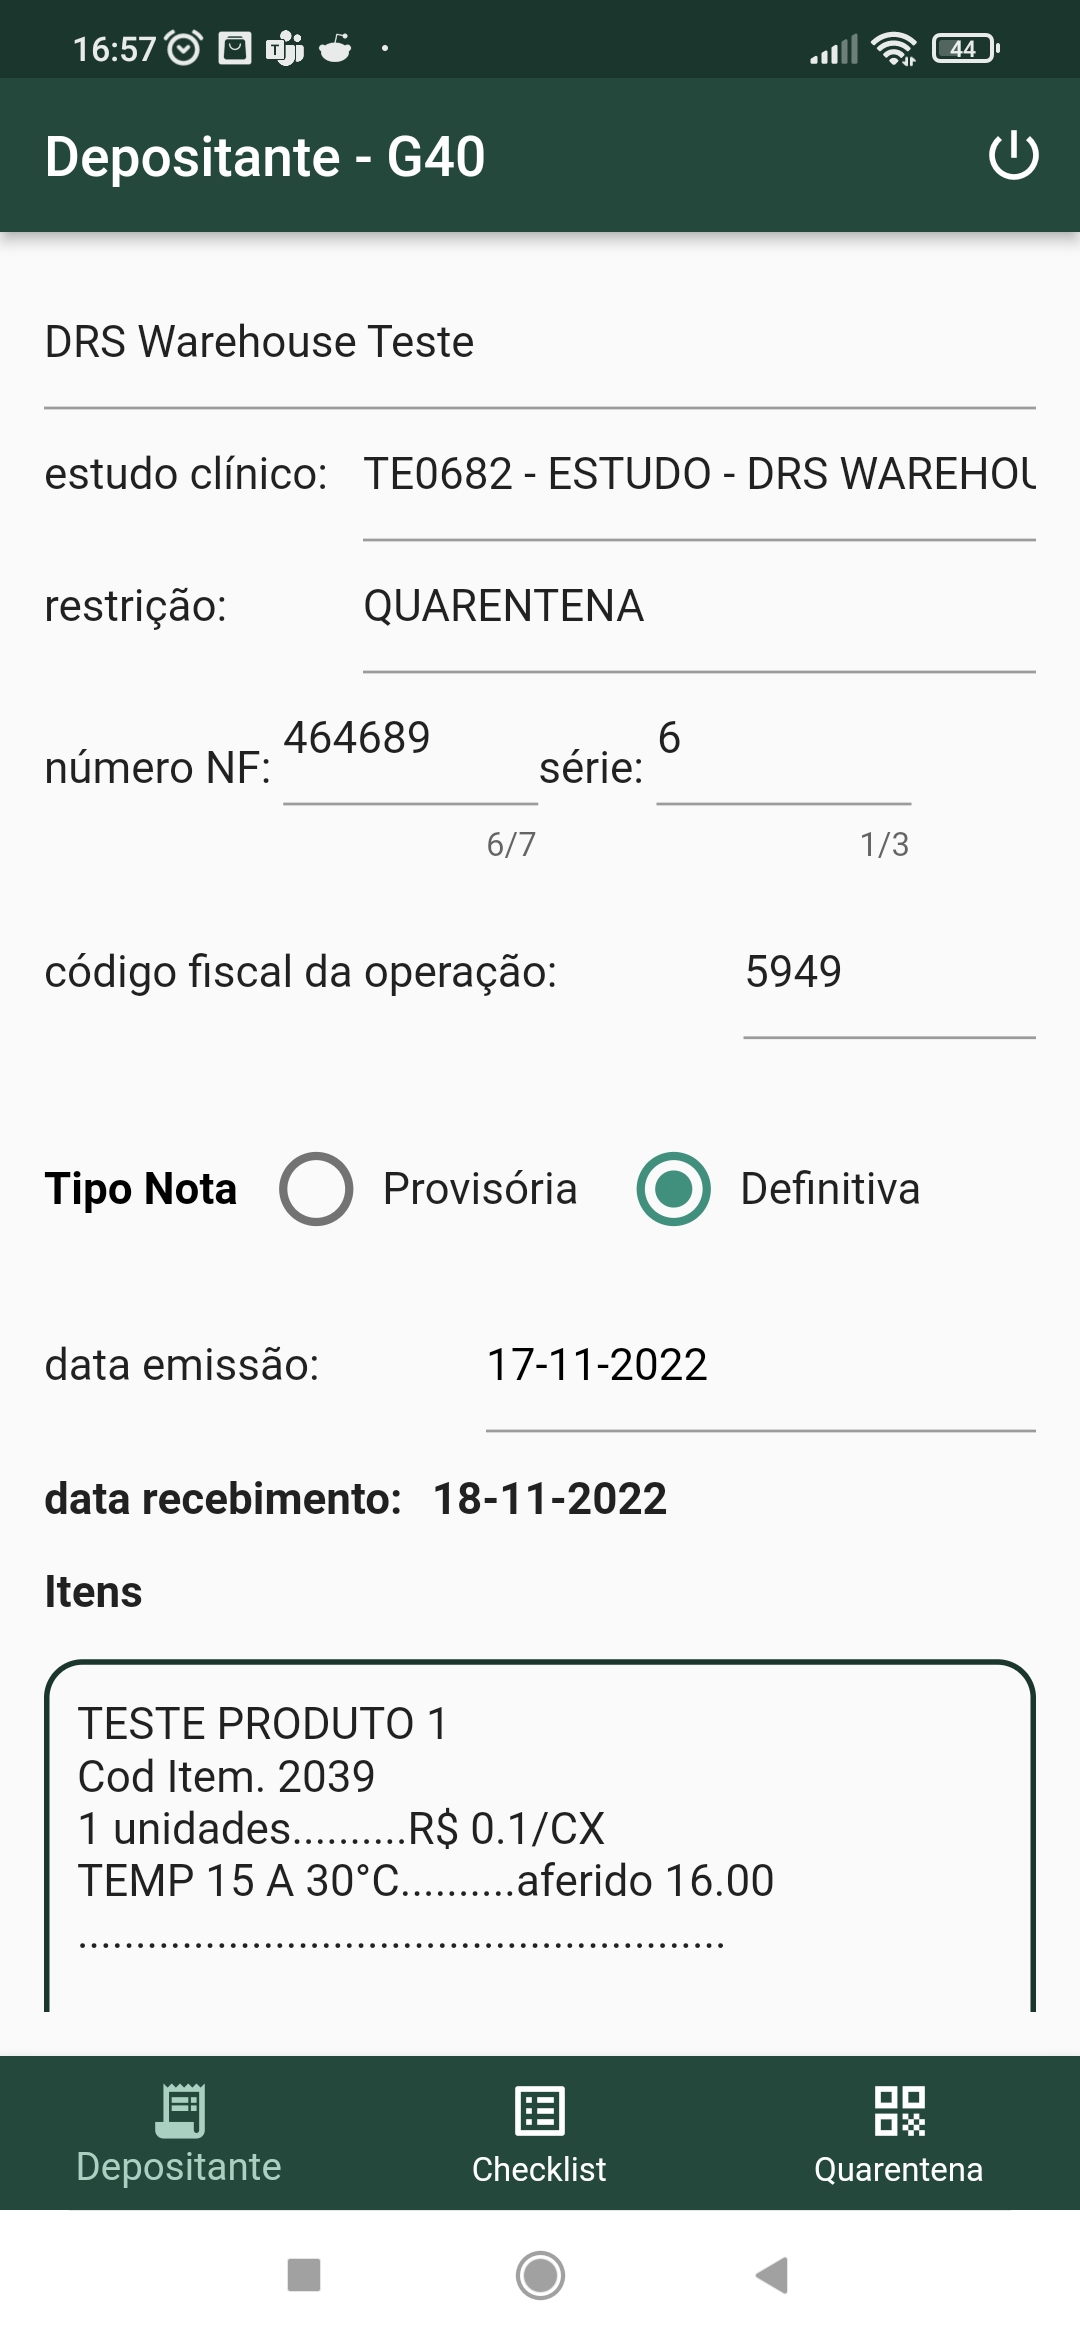 16:57
44
Depositante - G40
DRS Warehouse Teste
estudo clínico: TE0682 - ESTUDO - DRS WAREHOU
restrição: QUARENTENA
número NF: 464689 série: 6
6/7 1/3
código fiscal da operação: 5949
Tipo Nota Provisória Definitiva
data emissão: 17-11-2022
data recebimento: 18-11-2022
Itens
TESTE PRODUTO 1
Cod Item. 2039
1 unidades..........R$ 0.1/CX
TEMP 15 A 30°C..........aferido 16.00
........................................................
Depositante Checklist Quarentena